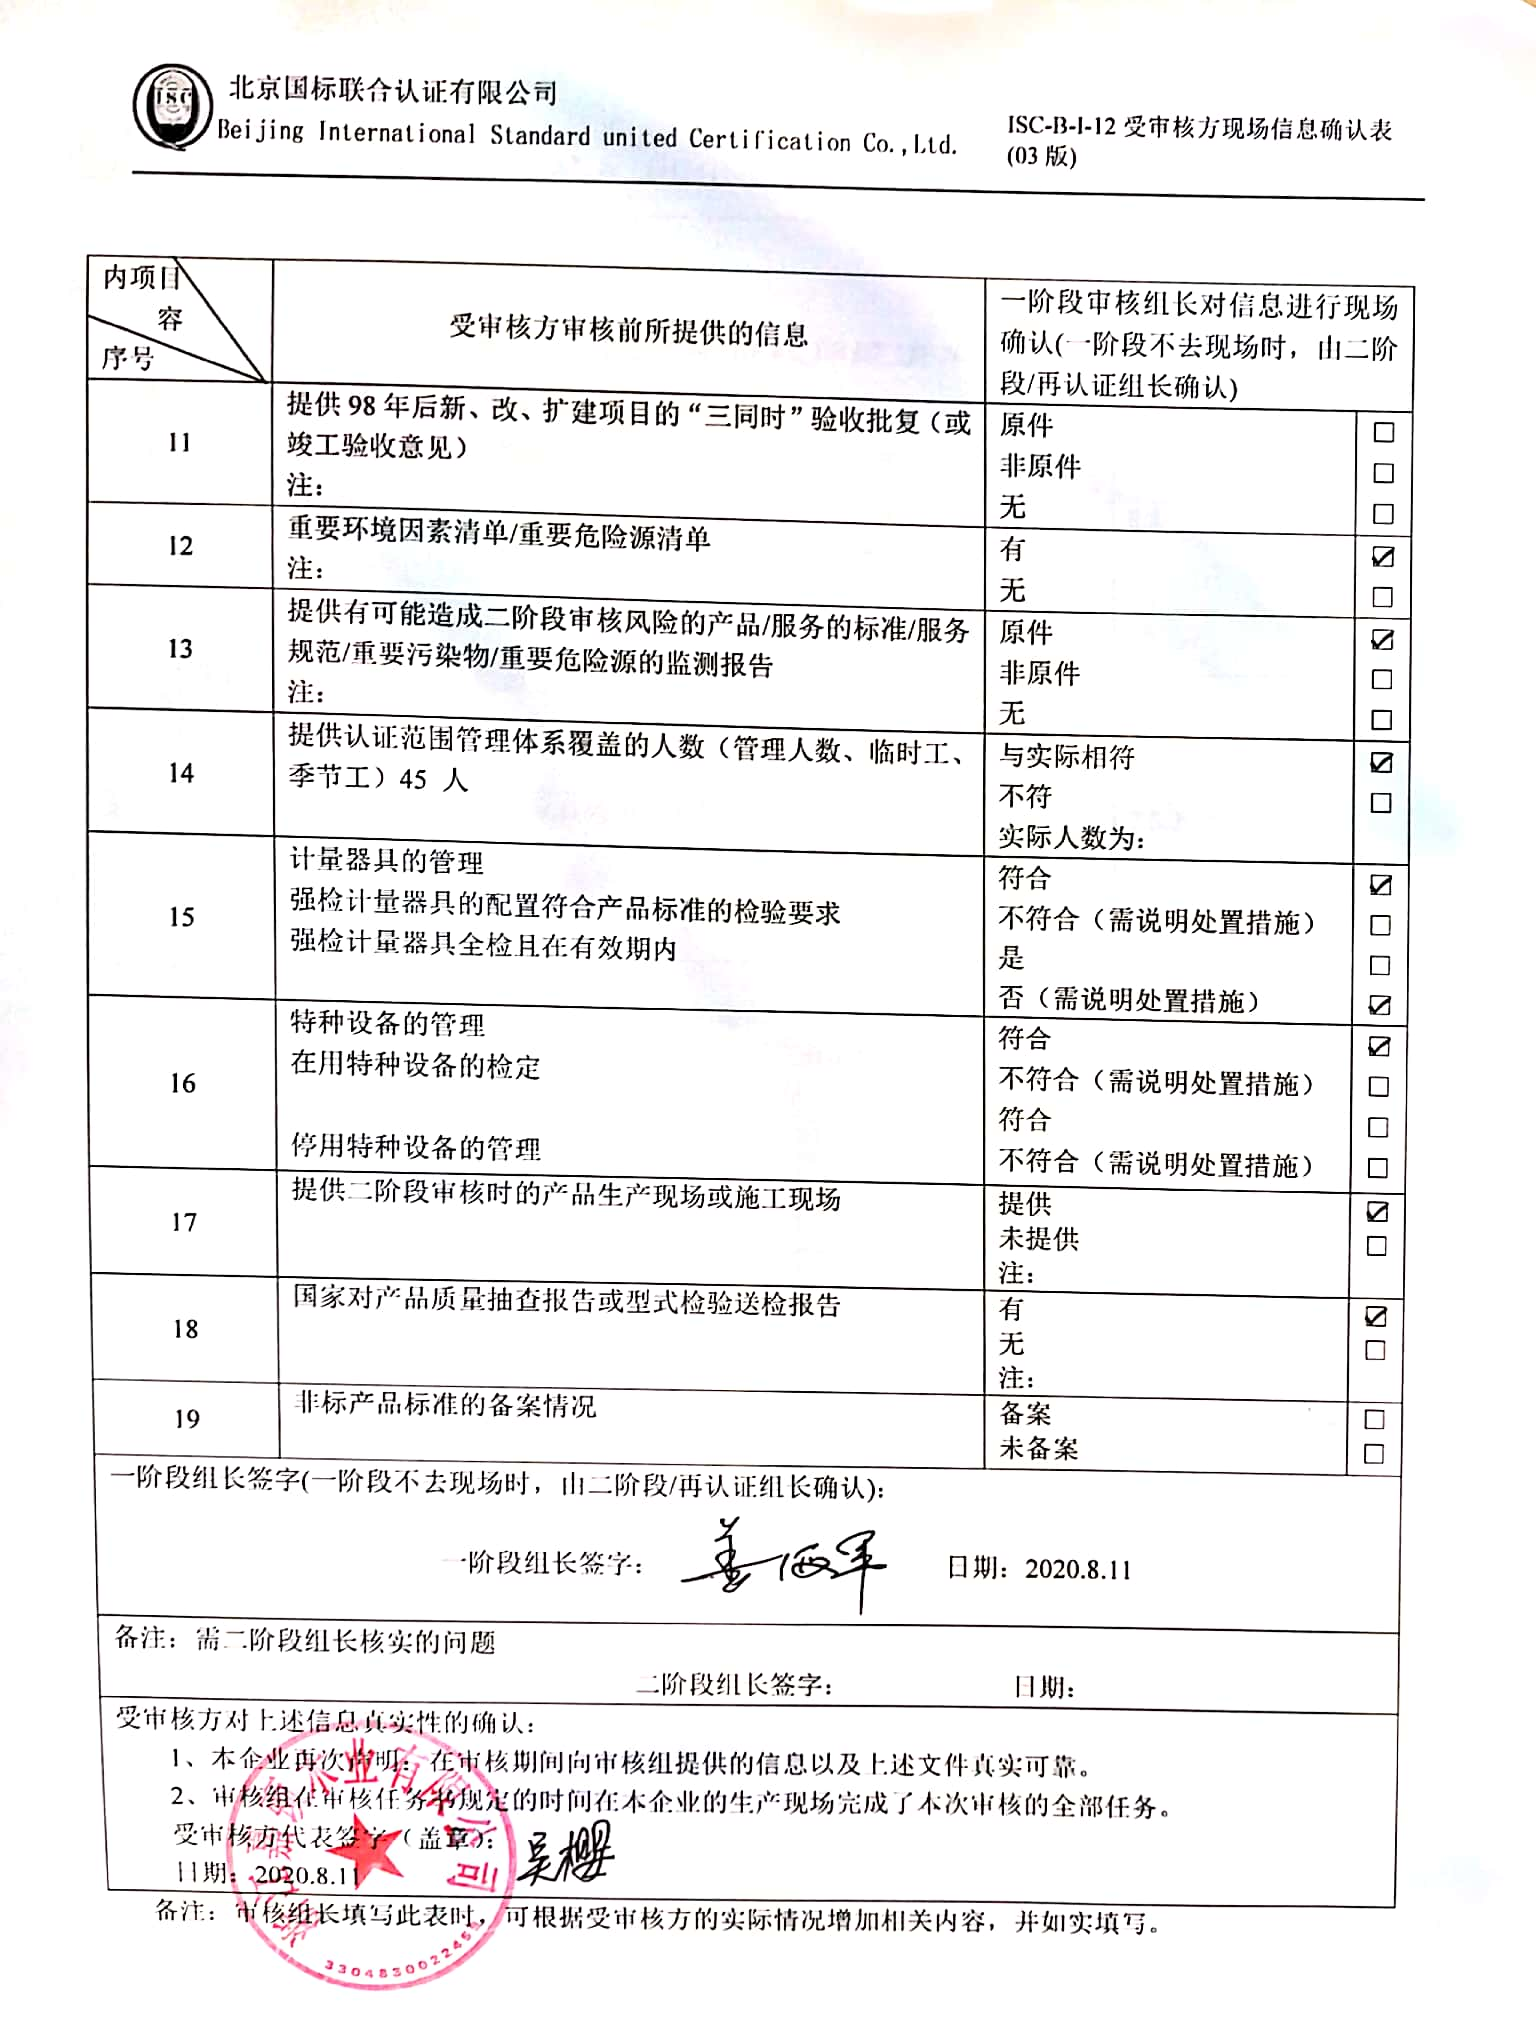 ISC
北京国标联合认证有限公司
Beijing International Standard united Certification Co.,Ltd.
ISC-B-I-12 受审核方现场信息确认表
(03 版)
内项目
容
序号
受审核方审核前所提供的信息
一阶段审核组长对信息进行现场
确认(一阶段不去现场时，由二阶
段/再认证组长确认)
11
提供 98 年后新、改、扩建项目的“三同时”验收批复（或
竣工验收意见）
注：
原件 □
非原件 □
无 □
12
重要环境因素清单/重要危险源清单
注：
有 ☑
无 □
13
提供有可能造成二阶段审核风险的产品/服务的标准/服务
规范/重要污染物/重要危险源的监测报告
注：
原件 ☑
非原件 □
无 □
14
提供认证范围管理体系覆盖的人数（管理人数、临时工、
季节工）45 人
与实际相符 ☑
不符 □
实际人数为：
15
计量器具的管理
强检计量器具的配置符合产品标准的检验要求
强检计量器具全检且在有效期内
符合 ☑
不符合（需说明处置措施） □
是 □
否（需说明处置措施） ☑
16
特种设备的管理
在用特种设备的检定
停用特种设备的管理
符合 ☑
不符合（需说明处置措施） □
符合 □
不符合（需说明处置措施） □
17
提供二阶段审核时的产品生产现场或施工现场
提供 ☑
未提供 □
注：
18
国家对产品质量抽查报告或型式检验送检报告
有 ☑
无 □
注：
19
非标产品标准的备案情况
备案 □
未备案 □
一阶段组长签字(一阶段不去现场时，由二阶段/再认证组长确认)：
一阶段组长签字： 姜海军 日期：2020.8.11
备注：需二阶段组长核实的问题
二阶段组长签字： 日期：
受审核方对上述信息真实性的确认：
1、本企业再次声明：在审核期间向审核组提供的信息以及上述文件真实可靠。
2、审核组在审核任务书规定的时间在本企业的生产现场完成了本次审核的全部任务。
受审核方代表签字（盖章）： 吴樱
日期：2020.8.11
备注：审核组长填写此表时，可根据受审核方的实际情况增加相关内容，并如实填写。
木业有限公司